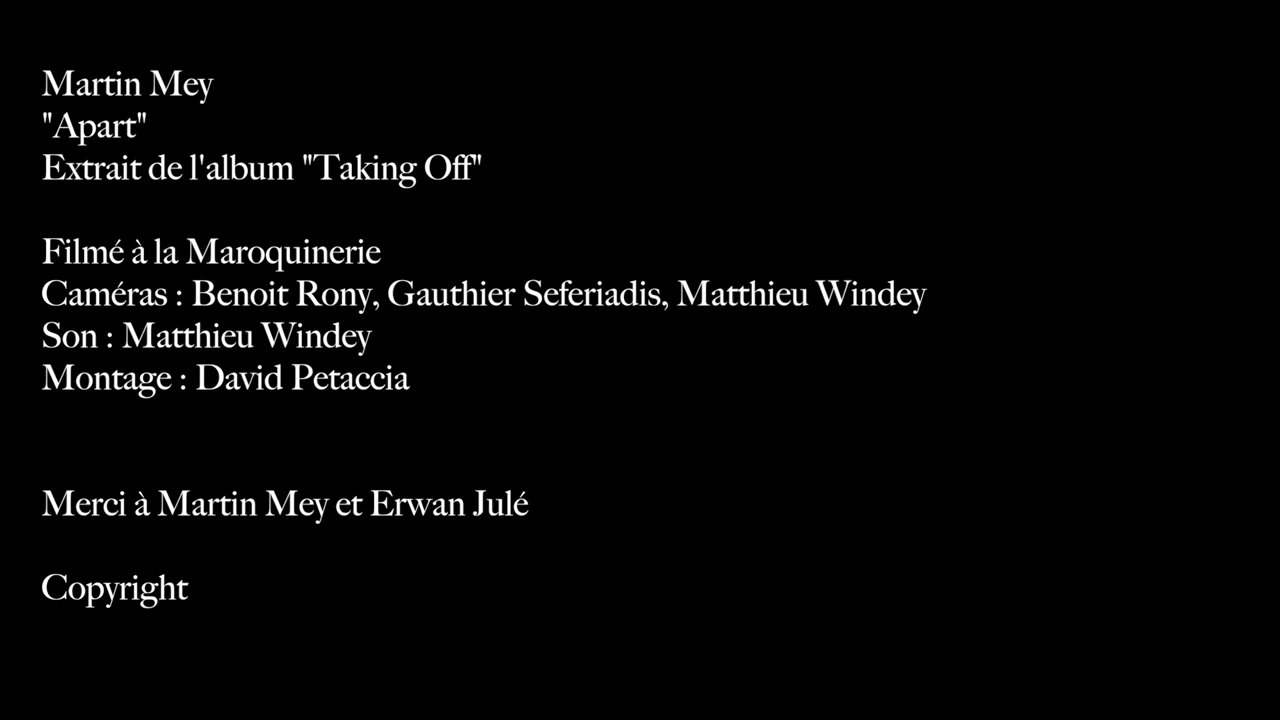 Martin Mey
"Apart"
Extrait de l'album "Taking Off"
Filmé à la Maroquinerie
Caméras : Benoit Rony, Gauthier Seferiadis, Matthieu Windey
Son : Matthieu Windey
Montage : David Petaccia
Merci à Martin Mey et Erwan Julé
Copyright